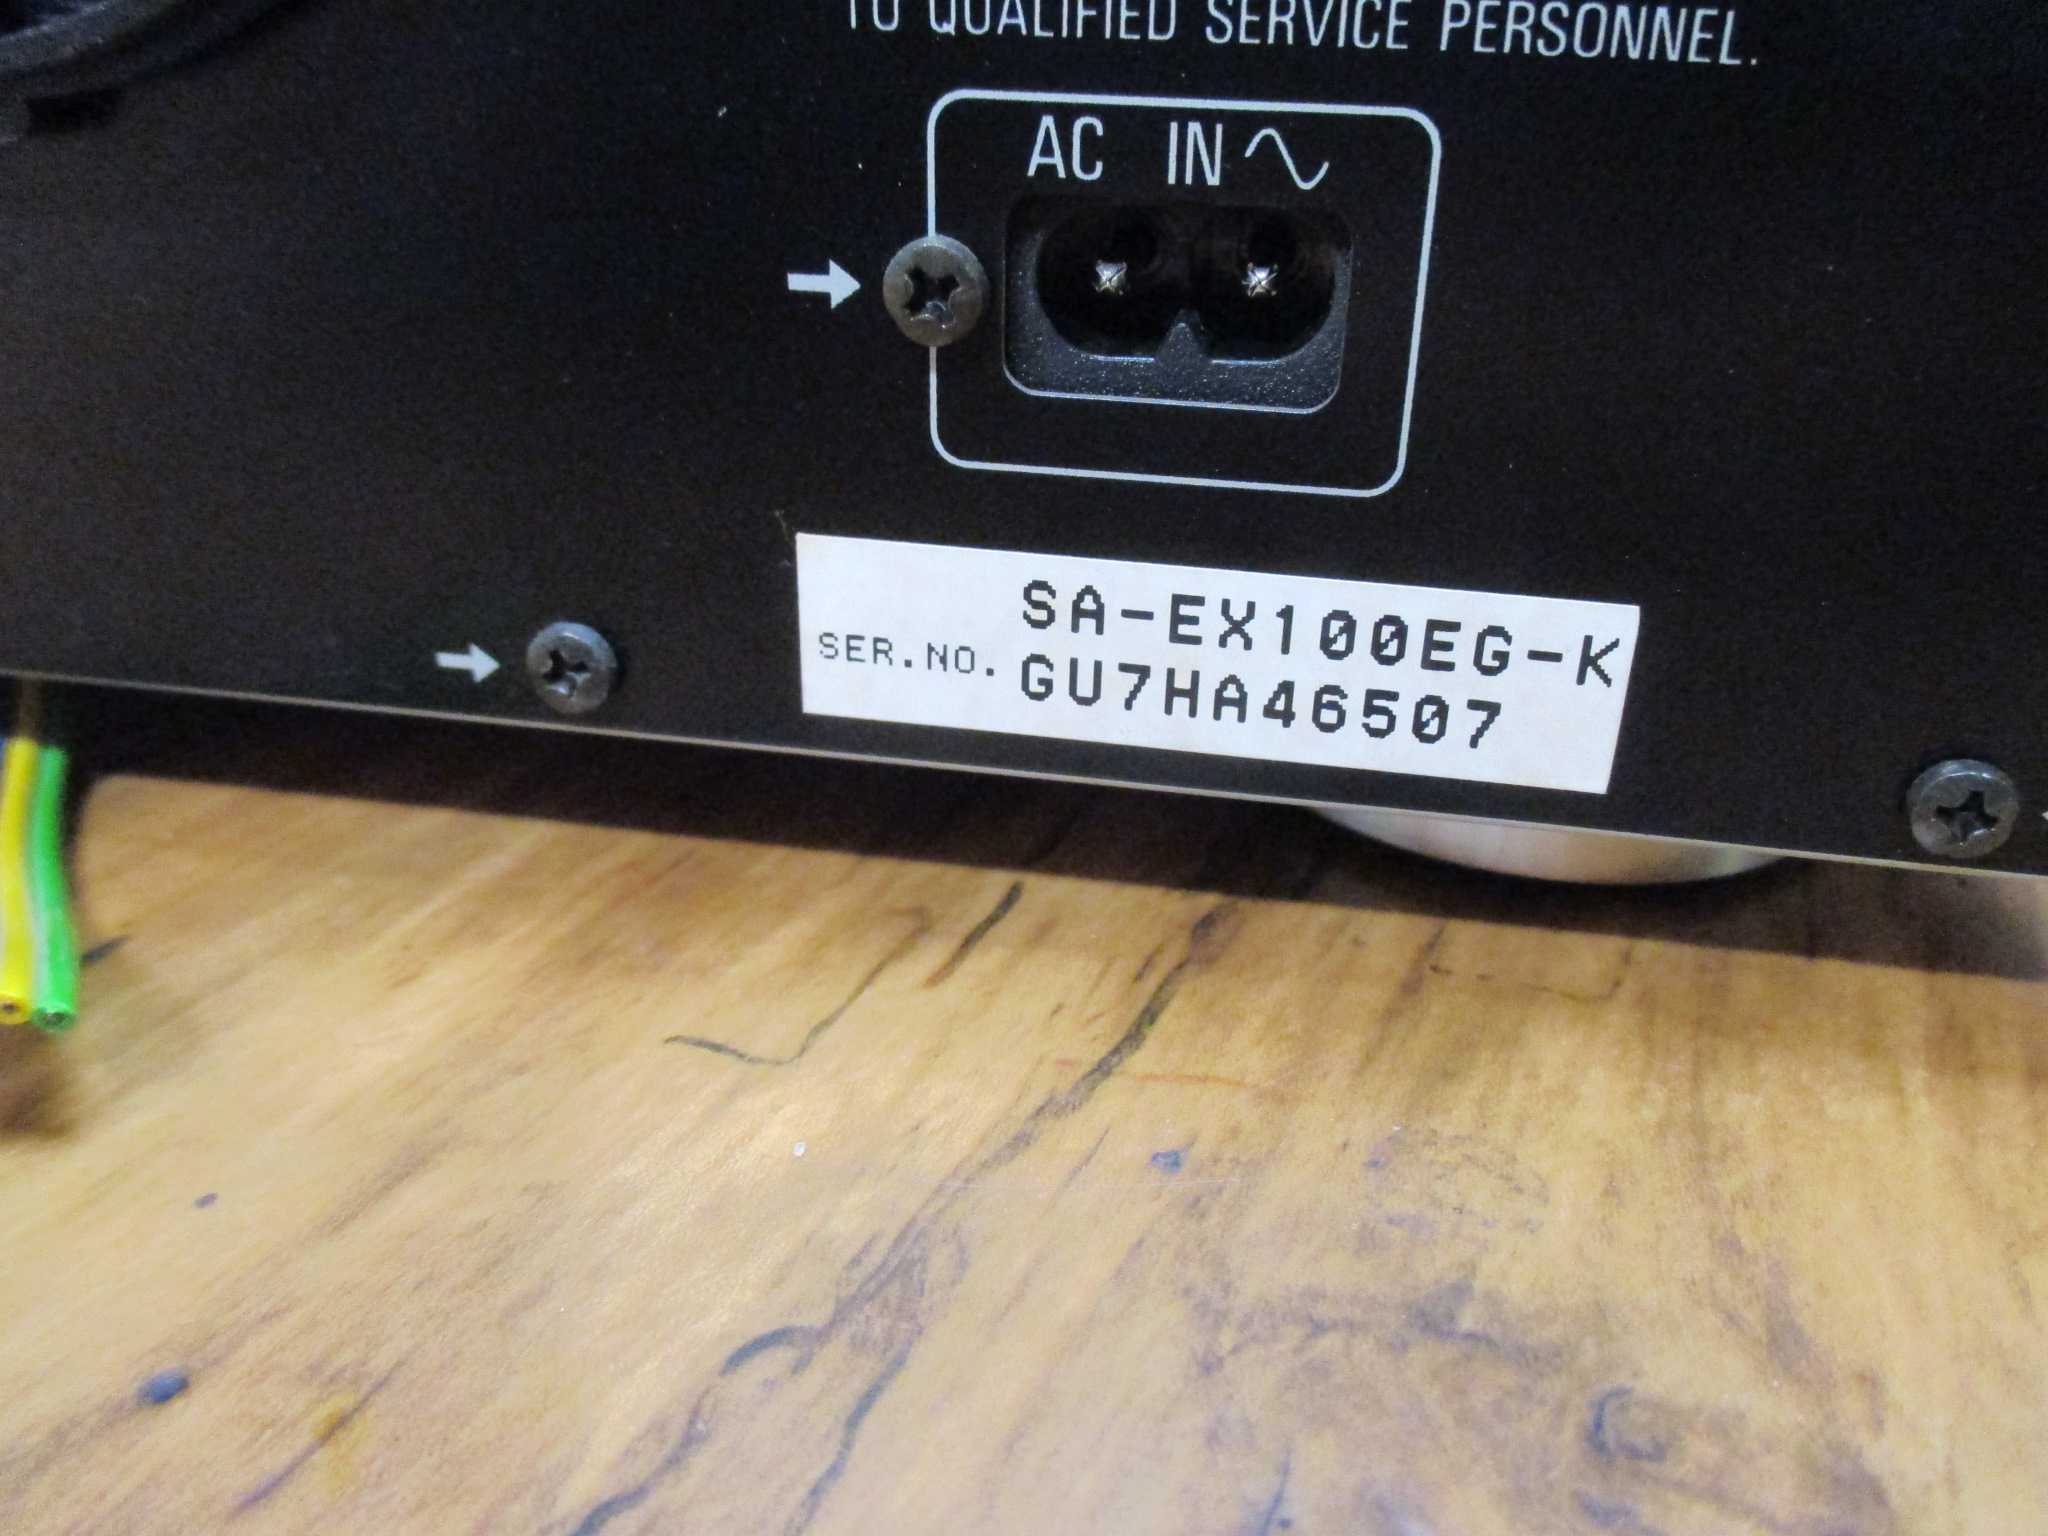 TO QUALIFIED SERVICE PERSONNEL.
AC IN
SA-EX100EG-K
SER.NO. GU7HA46507